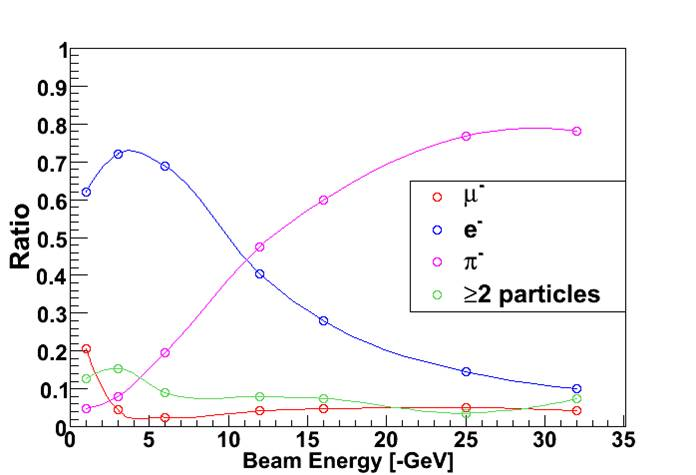 1
0.9
0.8
0.7
0.6
0.5
0.4
0.3
0.2
0.1
0
Ratio
μ-
e-
π-
≥2 particles
0 5 10 15 20 25 30 35
Beam Energy [-GeV]